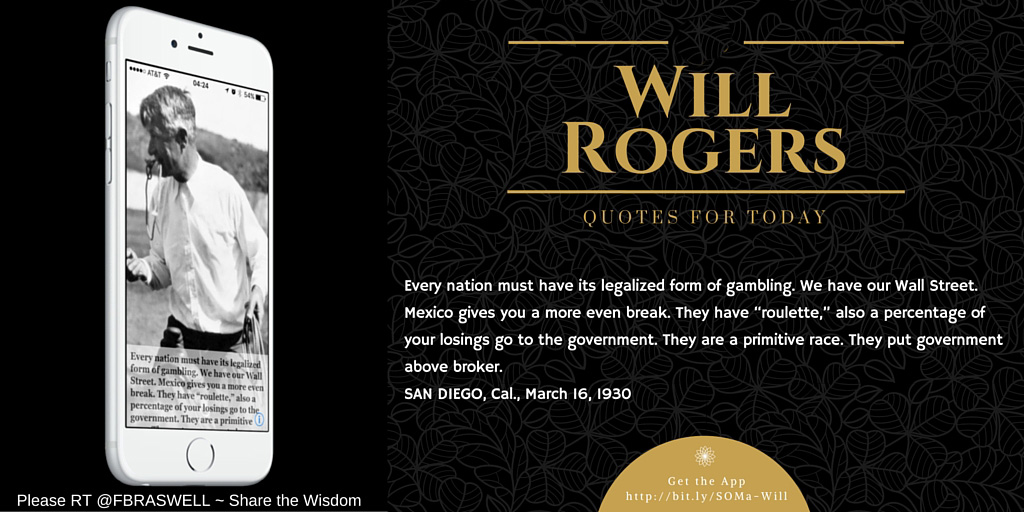 AT&T
04:24
54%
Every nation must have its legalized
form of gambling. We have our Wall
Street. Mexico gives you a more even
break. They have “roulette,” also a
percentage of your losings go to the
government. They are a primitive
Please RT @FBRASWELL ~ Share the Wisdom
WILL
ROGERS
QUOTES FOR TODAY
Every nation must have its legalized form of gambling. We have our Wall Street.
Mexico gives you a more even break. They have “roulette,” also a percentage of
your losings go to the government. They are a primitive race. They put government
above broker.
SAN DIEGO, Cal., March 16, 1930
Get the App
http://bit.ly/SOMa-Will